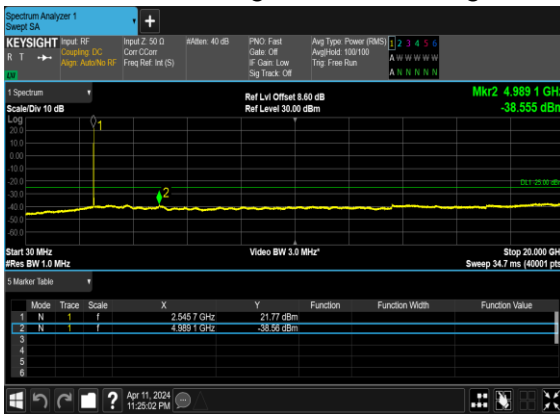 Spectrum Analyzer 1
Swept SA
KEYSIGHT
R T
LV
Input: RF
Coupling: DC
Align: Auto/No RF
Input Z: 50 Ω
Corr CCorr
Freq Ref: Int (S)
#Atten: 40 dB
PNO: Fast
Gate: Off
IF Gain: Low
Sig Track: Off
Avg Type: Power (RMS)
Avg|Hold: 100/100
Trig: Free Run
1 2 3 4 5 6
A W W W W W
A N N N N N
1 Spectrum
Scale/Div 10 dB
Ref Lvl Offset 8.60 dB
Ref Level 30.00 dBm
Mkr2 4.989 1 GHz
-38.555 dBm
Log
20.0
10.0
0.00
-10.0
-20.0
-30.0
-40.0
-50.0
-60.0
1
2
DL1 -25.00 dBm
Start 30 MHz
#Res BW 1.0 MHz
Video BW 3.0 MHz*
Stop 20.000 GHz
Sweep 34.7 ms (40001 pts)
5 Marker Table
Mode Trace Scale X Y Function Function Width Function Value
1 N 1 f 2.545 7 GHz 21.77 dBm
2 N 1 f 4.989 1 GHz -38.56 dBm
3
4
5
6
?
Apr 11, 2024
11:25:02 PM